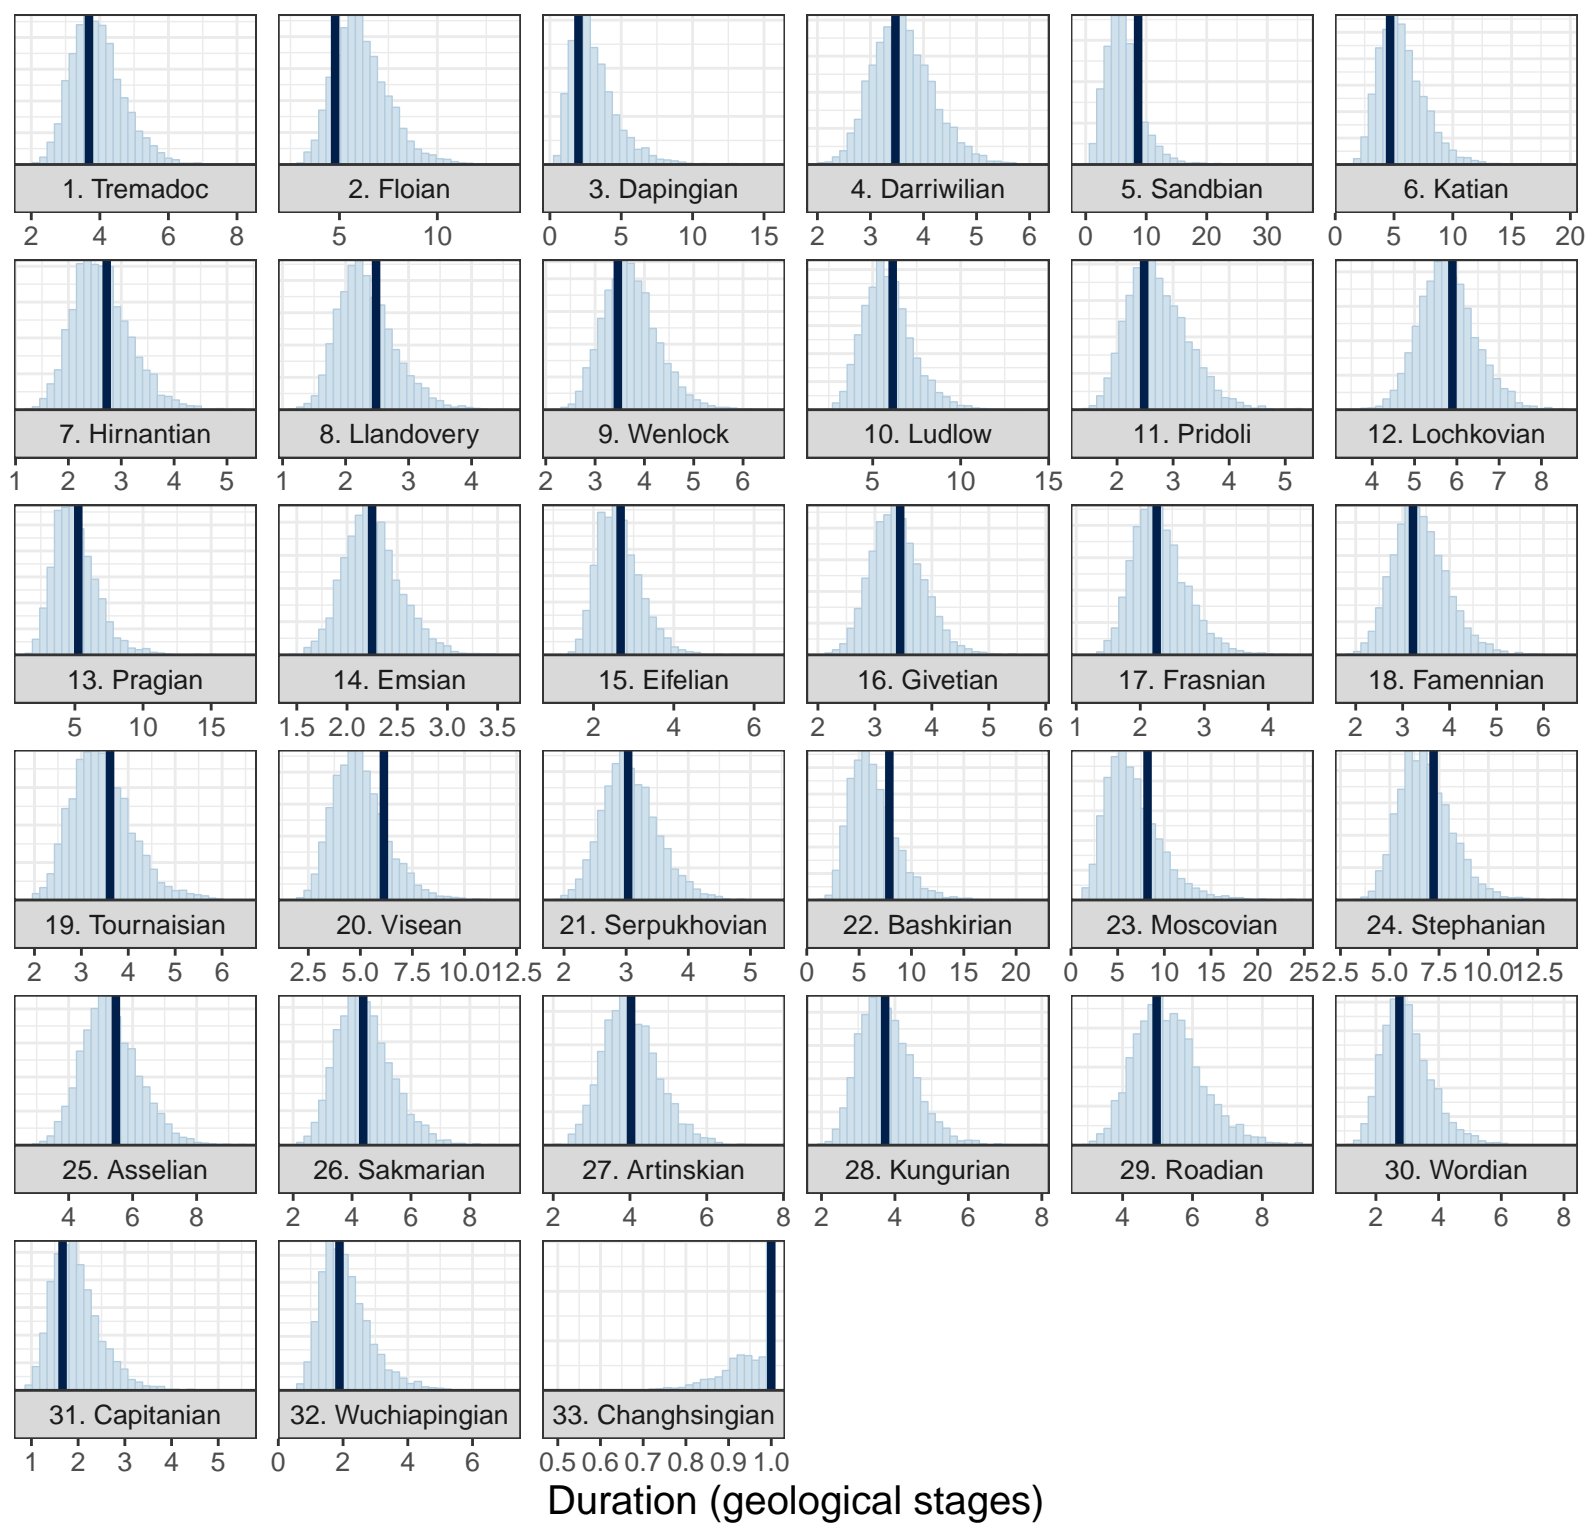 1. Tremadoc 2. Floian 3. Dapingian 4. Darriwilian 5. Sandbian 6. Katian
2 4 6 8 5 10 0 5 10 15 2 3 4 5 6 0 10 20 30 0 5 10 15 20
7. Hirnantian 8. Llandovery 9. Wenlock 10. Ludlow 11. Pridoli 12. Lochkovian
1 2 3 4 5 1 2 3 4 2 3 4 5 6 5 10 15 2 3 4 5 4 5 6 7 8
13. Pragian 14. Emsian 15. Eifelian 16. Givetian 17. Frasnian 18. Famennian
5 10 15 1.5 2.0 2.5 3.0 3.5 2 4 6 2 3 4 5 6 1 2 3 4 2 3 4 5 6
19. Tournaisian 20. Visean 21. Serpukhovian 22. Bashkirian 23. Moscovian 24. Stephanian
2 3 4 5 6 2.5 5.0 7.5 10.0 12.5 2 3 4 5 0 5 10 15 20 0 5 10 15 20 25 2.5 5.0 7.5 10.0 12.5
25. Asselian 26. Sakmarian 27. Artinskian 28. Kungurian 29. Roadian 30. Wordian
4 6 8 2 4 6 8 2 4 6 8 2 4 6 8 4 6 8 2 4 6 8
31. Capitanian 32. Wuchiapingian 33. Changhsingian
1 2 3 4 5 0 2 4 6 0.5 0.6 0.7 0.8 0.9 1.0
Duration (geological stages)